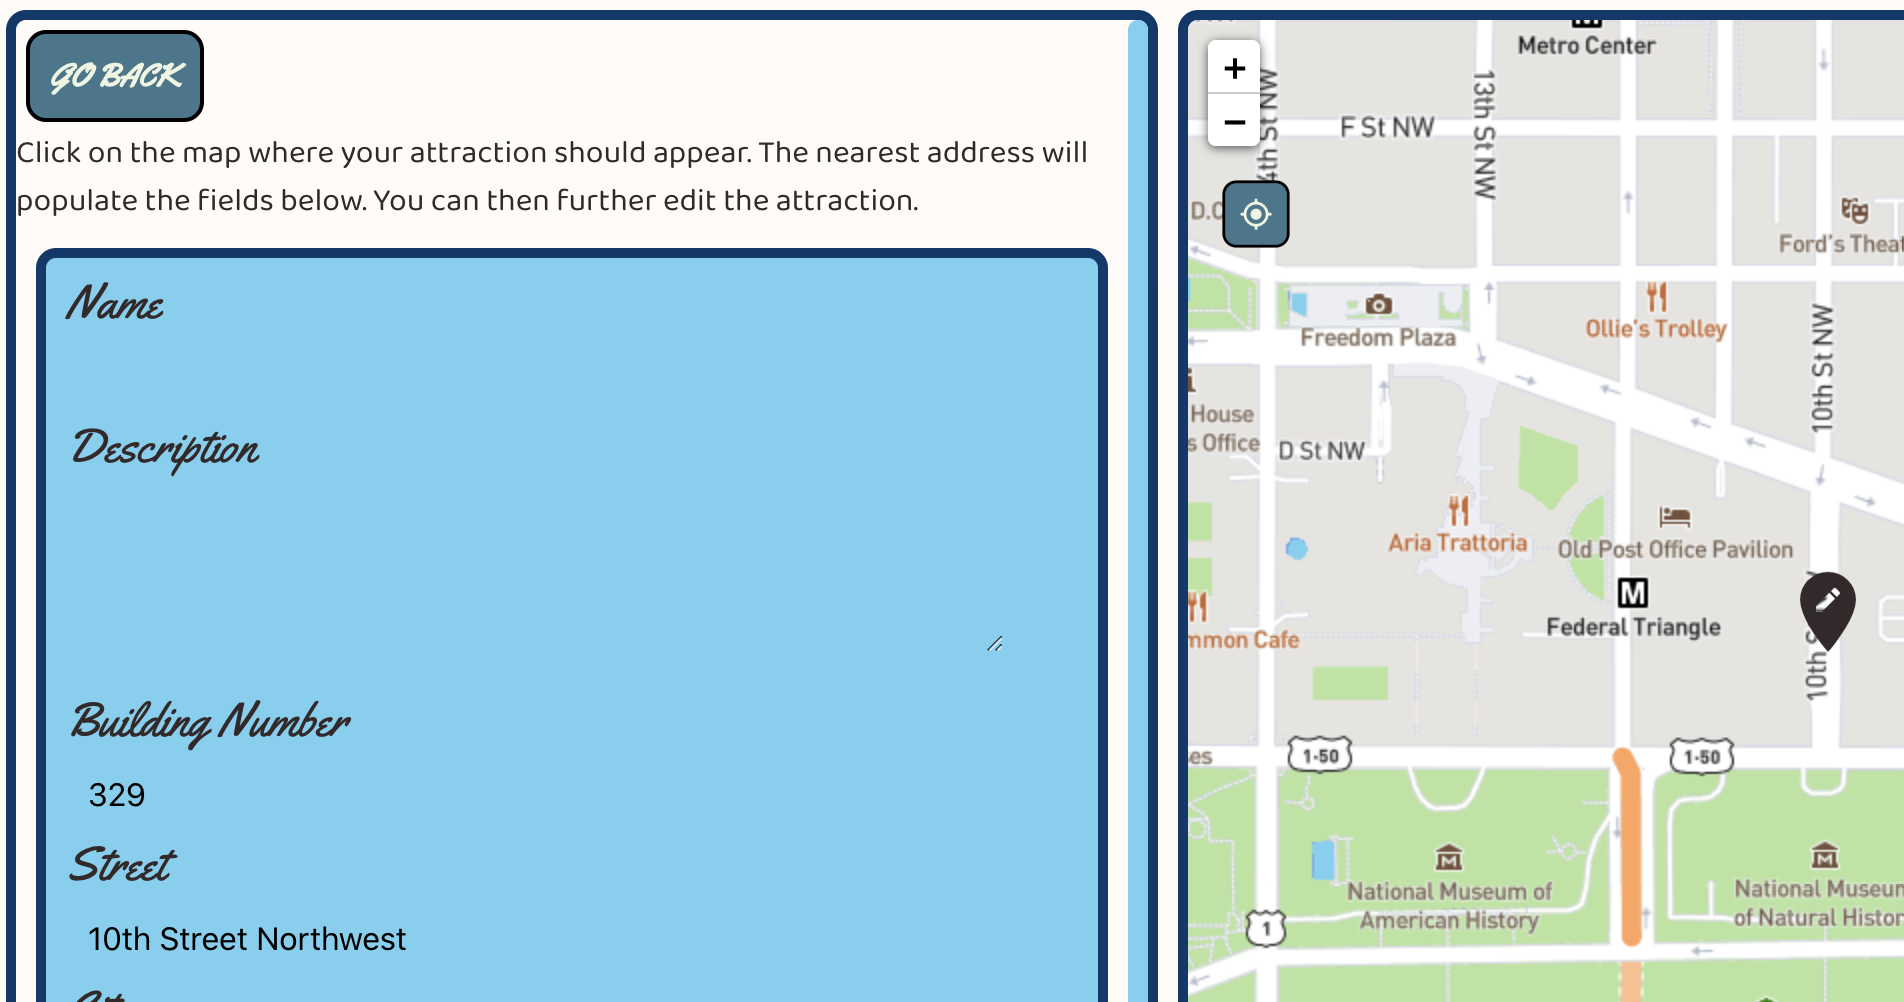 GO BACK
Click on the map where your attraction should appear. The nearest address will
populate the fields below. You can then further edit the attraction.
Name
Description
Building Number
329
Street
10th Street Northwest
+
−
Metro Center
4th St NW
13th St NW
F St NW
D.C
Ford's Theat
Freedom Plaza
Ollie's Trolley
10th St NW
House
s Office
D St NW
Aria Trattoria
Old Post Office Pavilion
M
Federal Triangle
mmon Cafe
10th
es
1-50
1-50
National Museum of
American History
National Museum
of Natural Histor
1